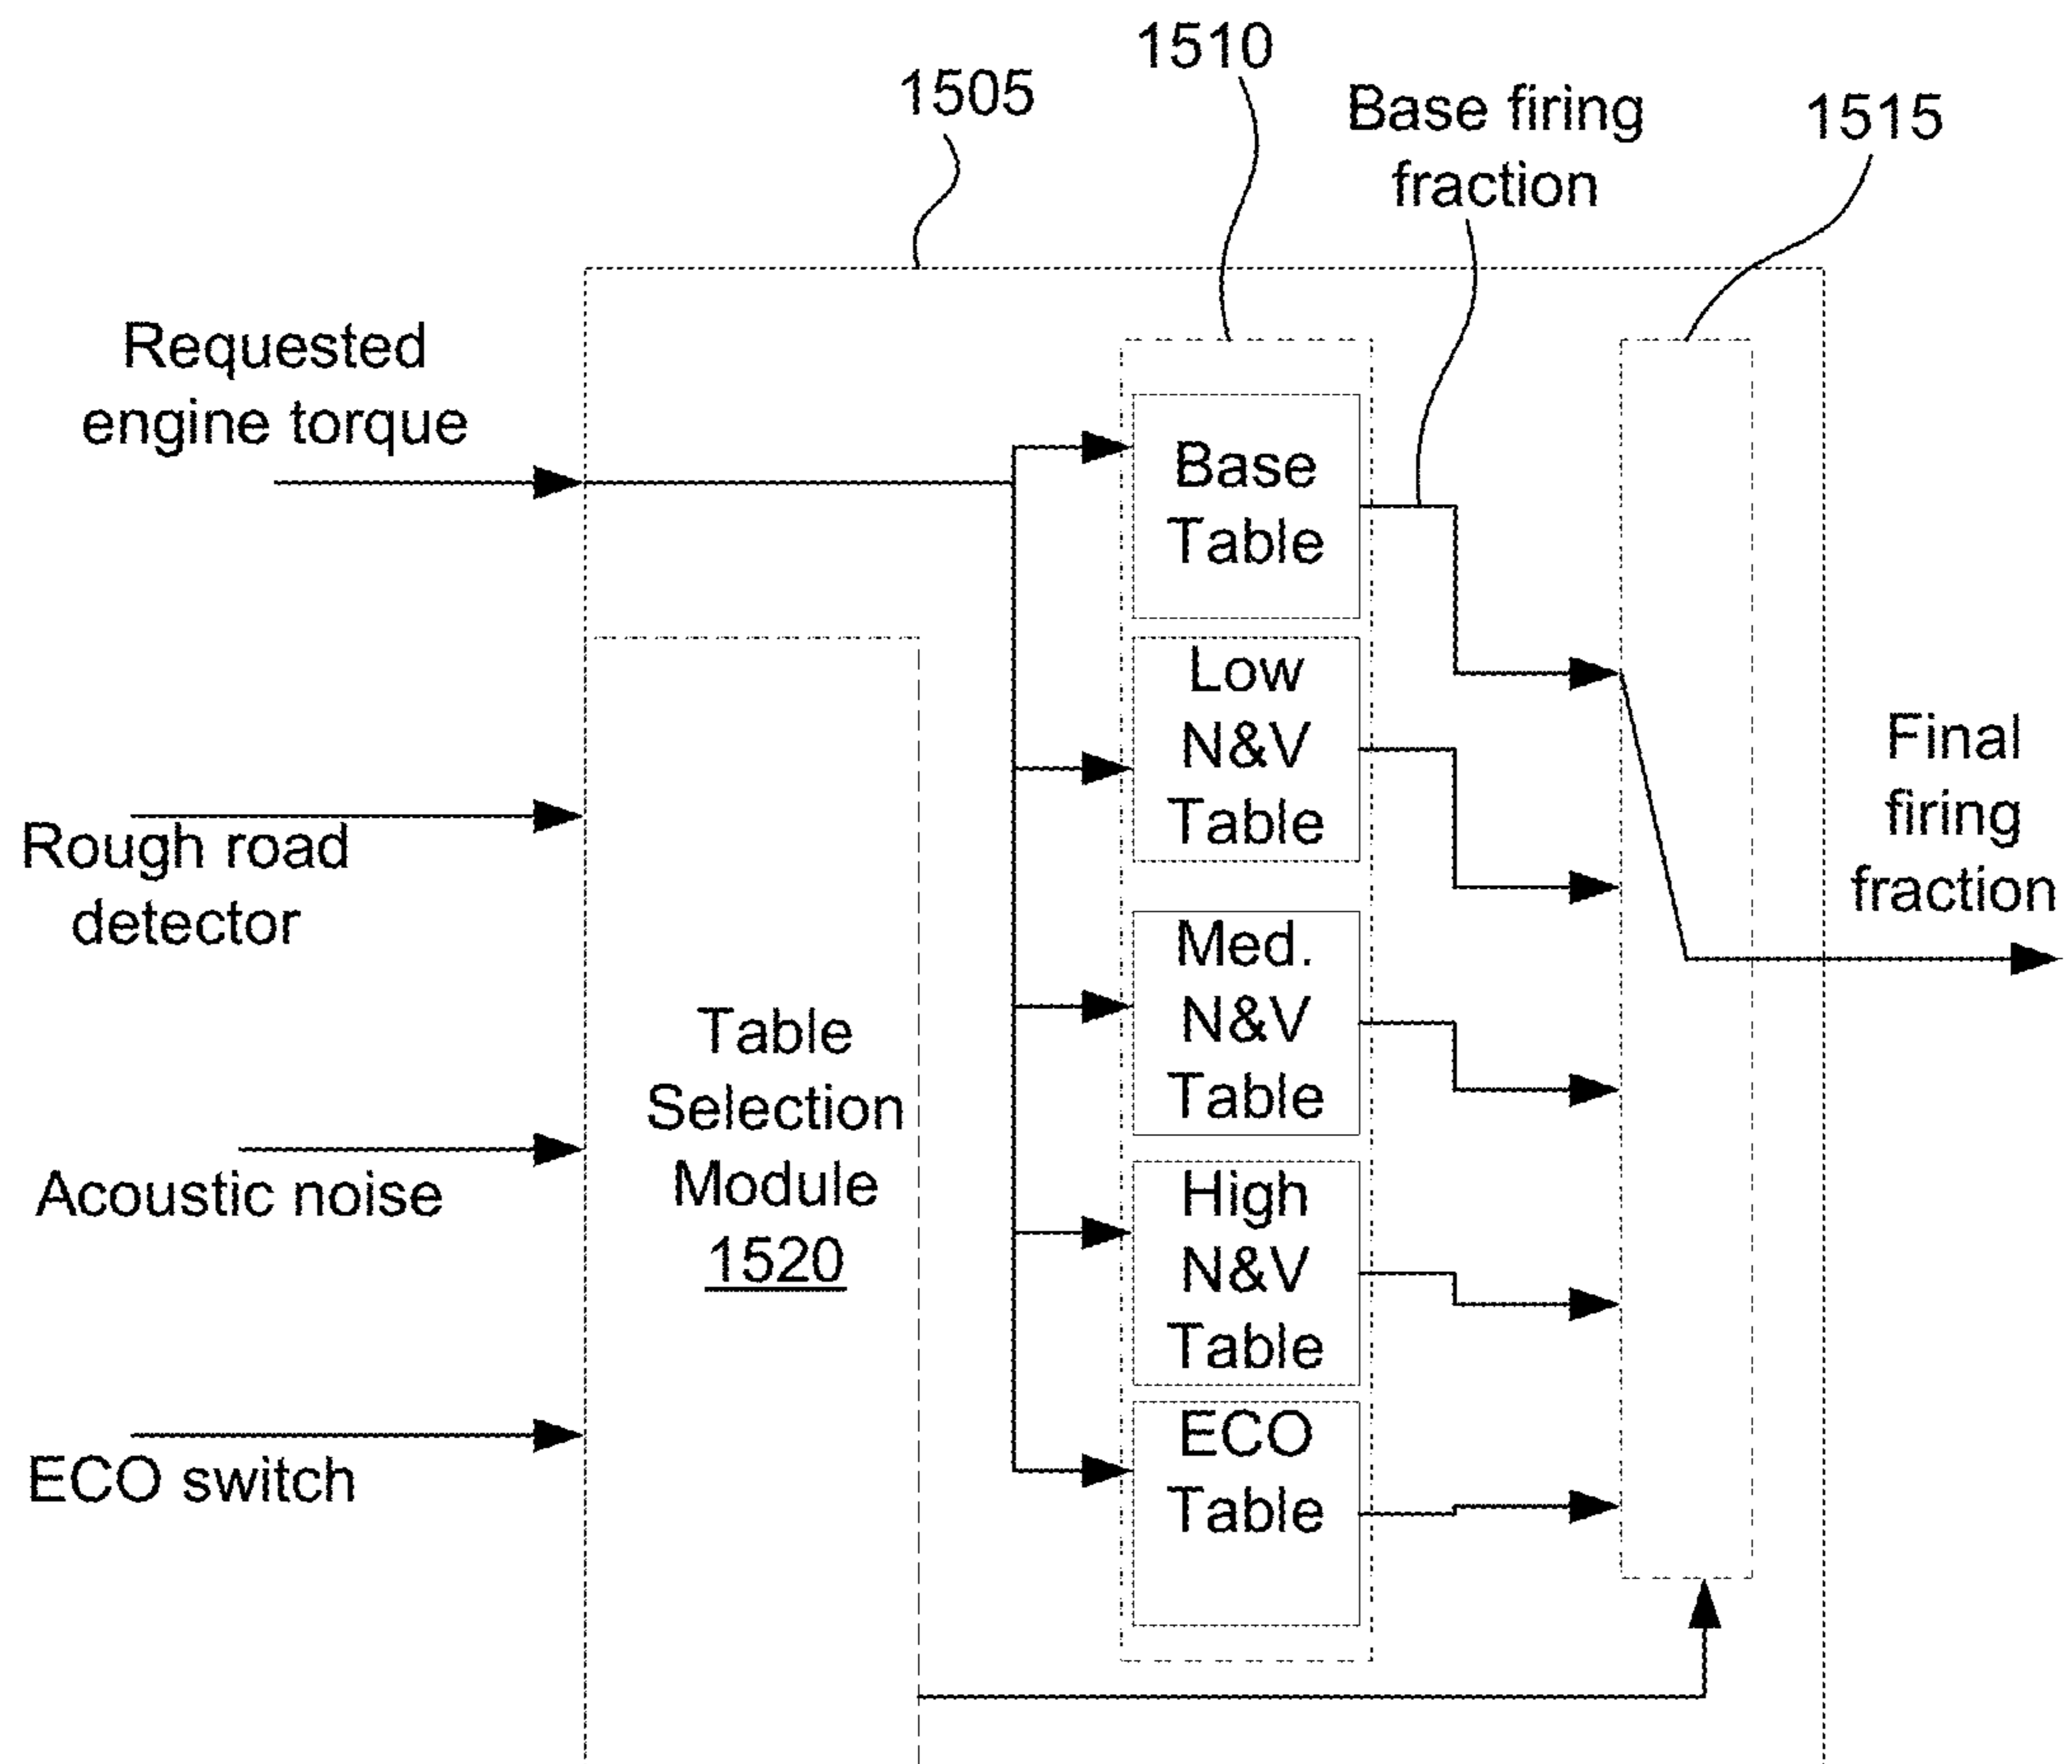 1510
1505
Base firing
fraction
1515
Requested
engine torque
Base
Table
Low
N&V
Table
Final
firing
fraction
Rough road
detector
Med.
N&V
Table
Table
Selection
Module
1520
Acoustic noise
High
N&V
Table
ECO switch
ECO
Table